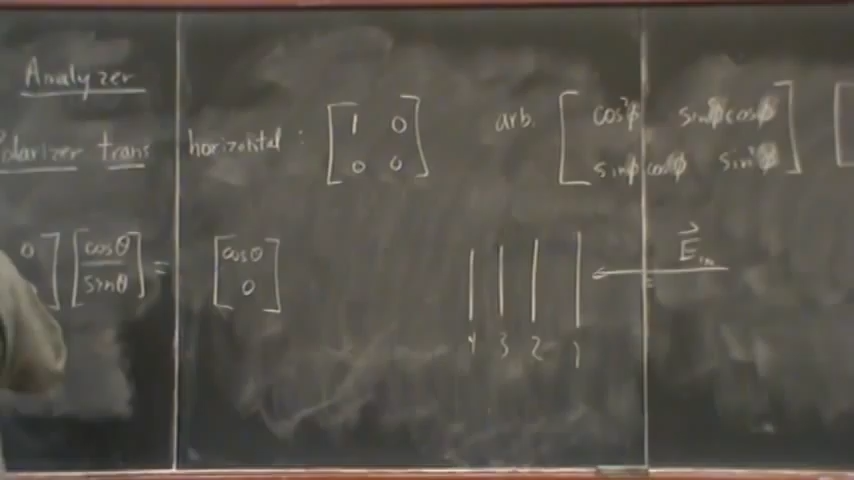 Analyzer
Polarizer trans horizontal : [ 1 0 ; 0 0 ] arb. [ cos²ϕ sinϕcosϕ ; sinϕcosϕ sin²ϕ ] [
0 ] [ cosθ ; sinθ ] = [ cosθ ; 0 ]
E⃗in
4 3 2 1